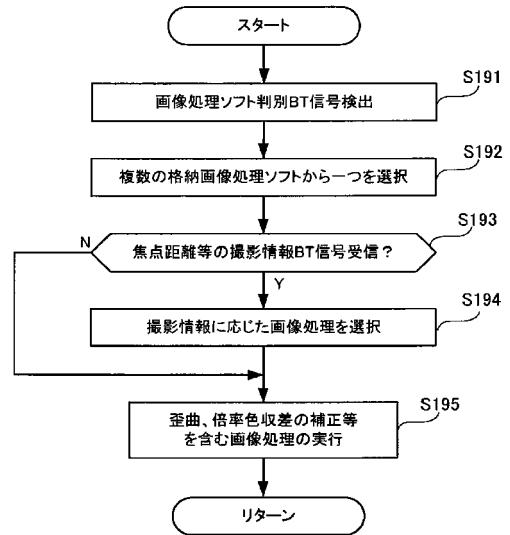 スタート
S191
画像処理ソフト判別BT信号検出
S192
複数の格納画像処理ソフトから一つを選択
S193
N
焦点距離等の撮影情報BT信号受信？
Y
S194
撮影情報に応じた画像処理を選択
S195
歪曲、倍率色収差の補正等
を含む画像処理の実行
リターン